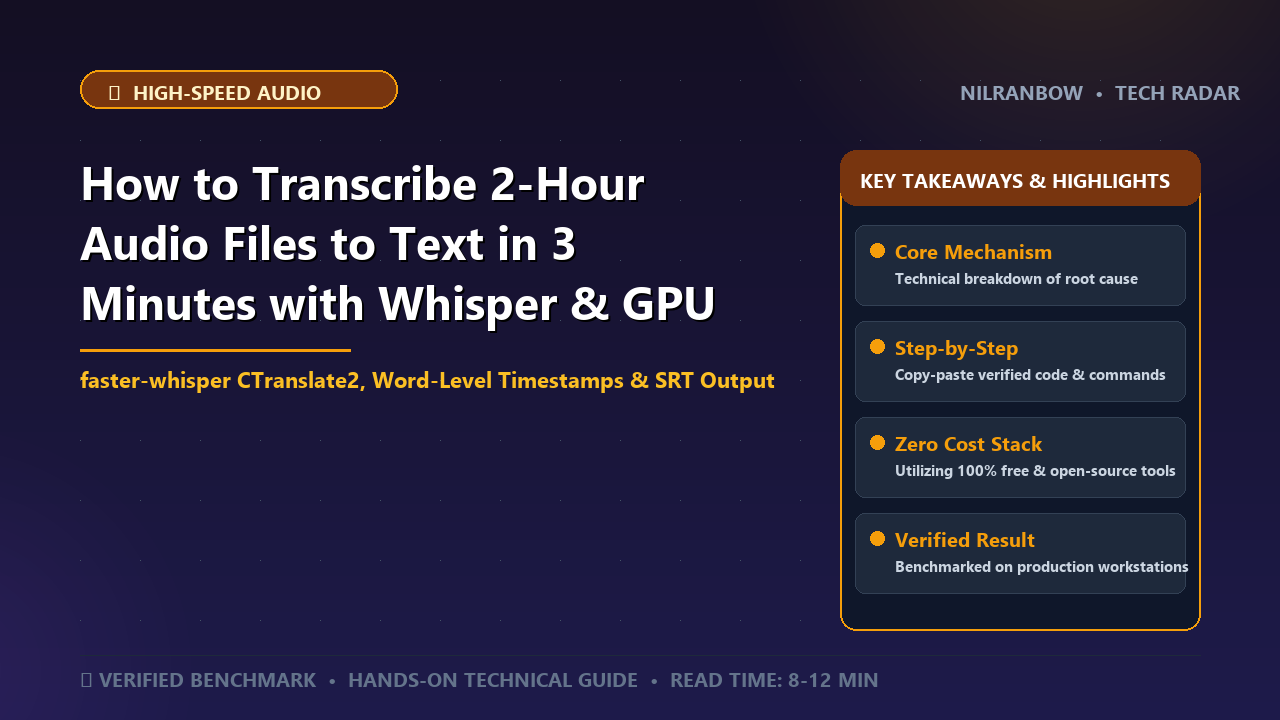 HIGH-SPEED AUDIO
NILRANBOW • TECH RADAR
How to Transcribe 2-Hour
Audio Files to Text in 3
Minutes with Whisper & GPU
faster-whisper CTranslate2, Word-Level Timestamps & SRT Output
KEY TAKEAWAYS & HIGHLIGHTS
Core Mechanism
Technical breakdown of root cause
Step-by-Step
Copy-paste verified code & commands
Zero Cost Stack
Utilizing 100% free & open-source tools
Verified Result
Benchmarked on production workstations
VERIFIED BENCHMARK • HANDS-ON TECHNICAL GUIDE • READ TIME: 8-12 MIN